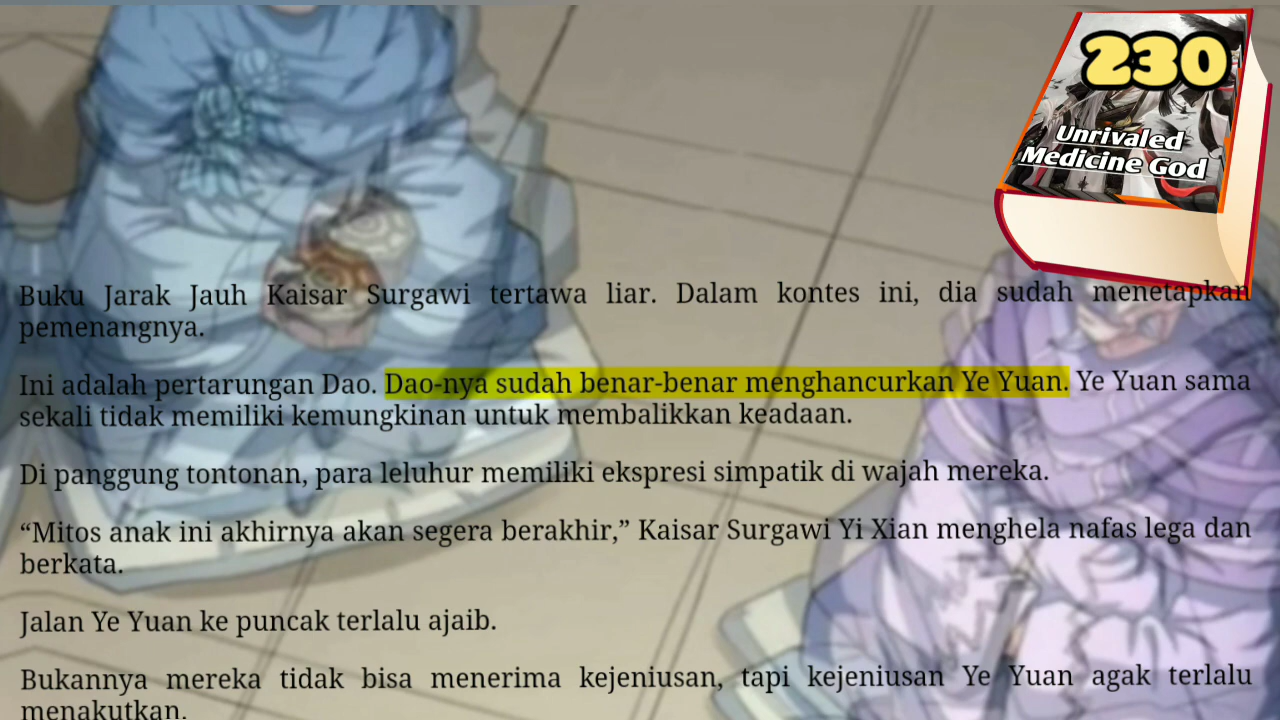 230
Unrivaled
Medicine God
Buku Jarak Jauh Kaisar Surgawi tertawa liar. Dalam kontes ini, dia sudah menetapkan
pemenangnya.
Ini adalah pertarungan Dao. Dao-nya sudah benar-benar menghancurkan Ye Yuan. Ye Yuan sama
sekali tidak memiliki kemungkinan untuk membalikkan keadaan.
Di panggung tontonan, para leluhur memiliki ekspresi simpatik di wajah mereka.
“Mitos anak ini akhirnya akan segera berakhir,” Kaisar Surgawi Yi Xian menghela nafas lega dan
berkata.
Jalan Ye Yuan ke puncak terlalu ajaib.
Bukannya mereka tidak bisa menerima kejeniusan, tapi kejeniusan Ye Yuan agak terlalu
menakutkan.